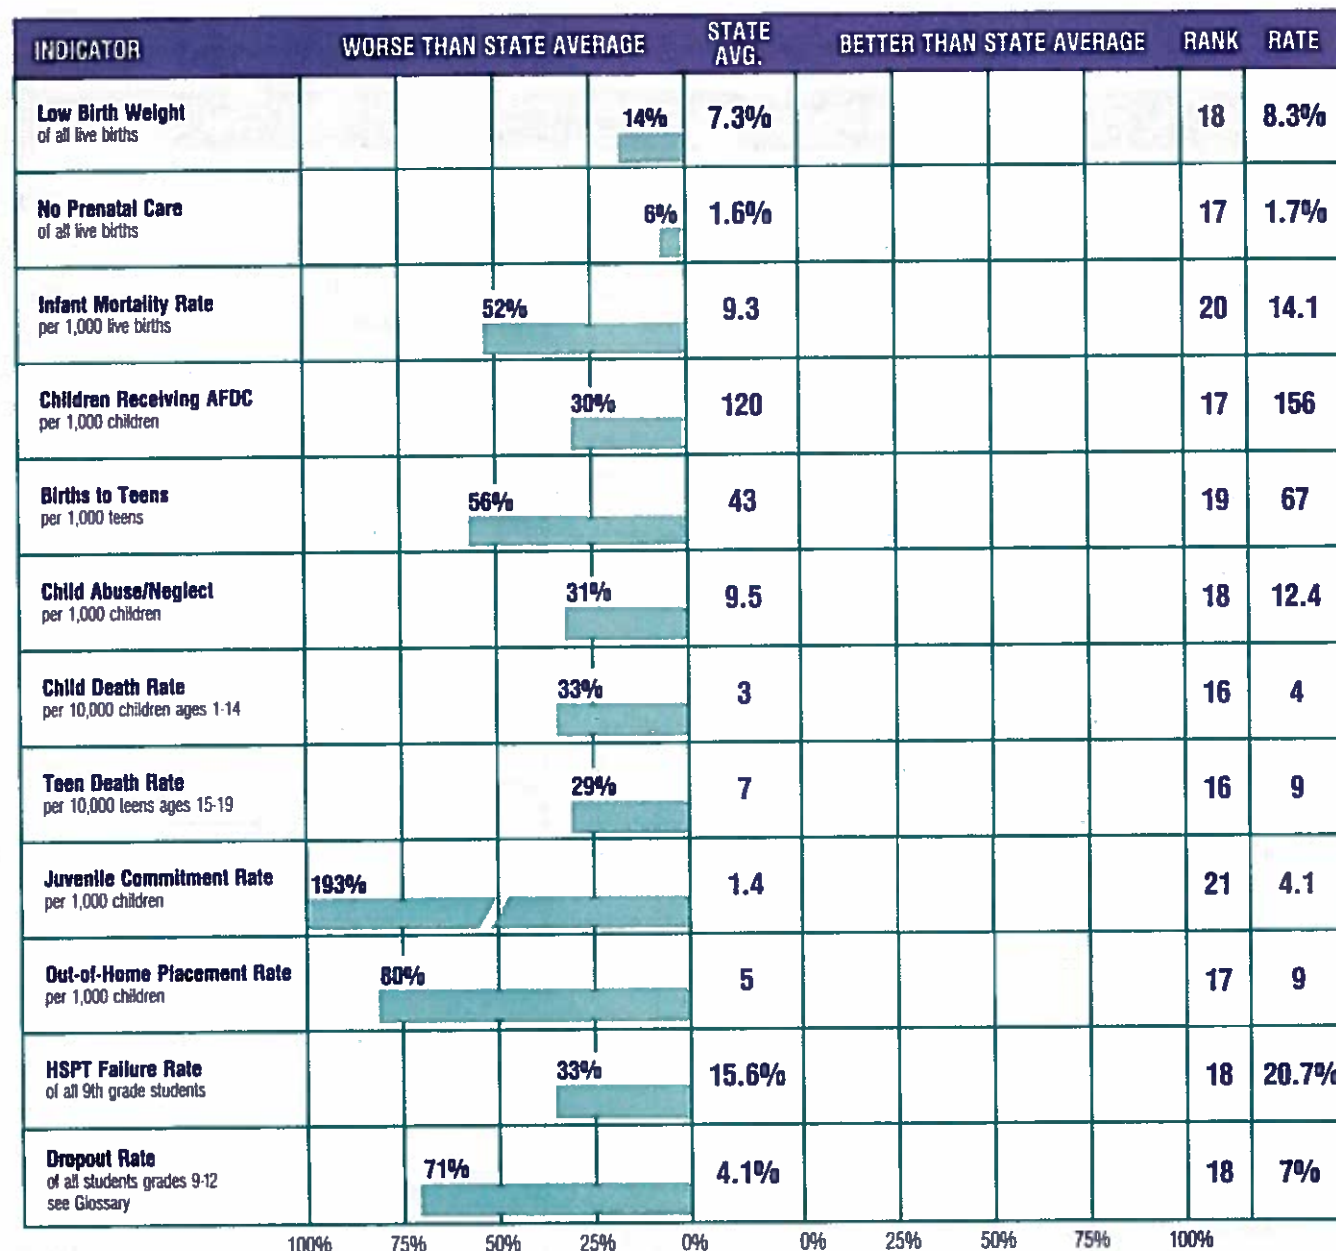 INDICATOR WORSE THAN STATE AVERAGE STATE AVG. BETTER THAN STATE AVERAGE RANK RATE
Low Birth Weight
of all live births
14% 7.3% 18 8.3%
No Prenatal Care
of all live births
6% 1.6% 17 1.7%
Infant Mortality Rate
per 1,000 live births
52% 9.3 20 14.1
Children Receiving AFDC
per 1,000 children
30% 120 17 156
Births to Teens
per 1,000 teens
56% 43 19 67
Child Abuse/Neglect
per 1,000 children
31% 9.5 18 12.4
Child Death Rate
per 10,000 children ages 1-14
33% 3 16 4
Teen Death Rate
per 10,000 teens ages 15-19
29% 7 16 9
Juvenile Commitment Rate
per 1,000 children
193% 1.4 21 4.1
Out-of-Home Placement Rate
per 1,000 children
80% 5 17 9
HSPT Failure Rate
of all 9th grade students
33% 15.6% 18 20.7%
Dropout Rate
of all students grades 9-12
see Glossary
71% 4.1% 18 7%
100% 75% 50% 25% 0% 0% 25% 50% 75% 100%